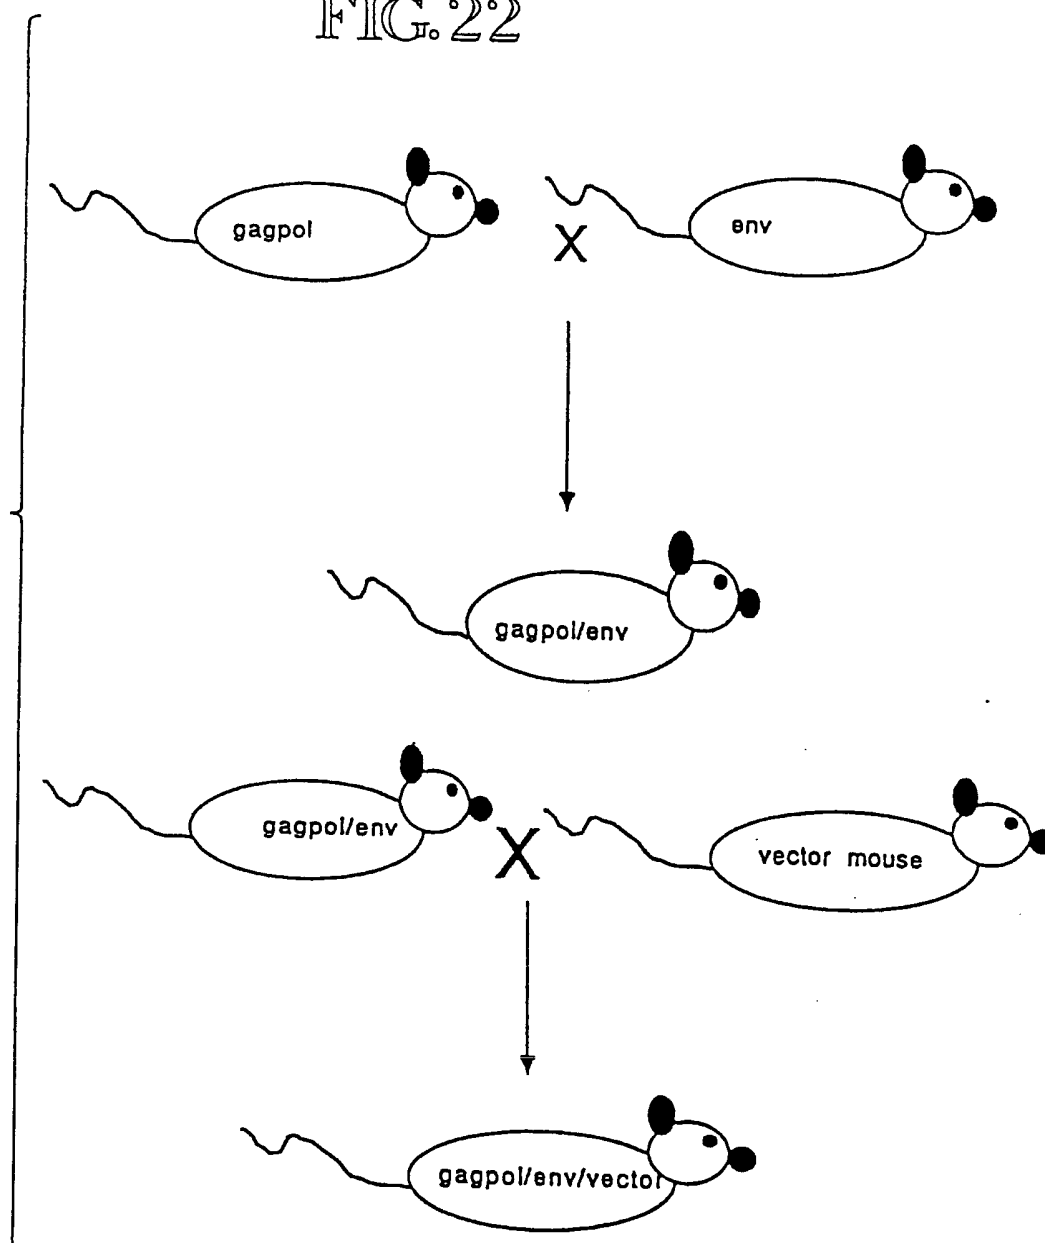 FIG. 22
gagpol
X
env
gagpol/env
gagpol/env
X
vector mouse
gagpol/env/vector